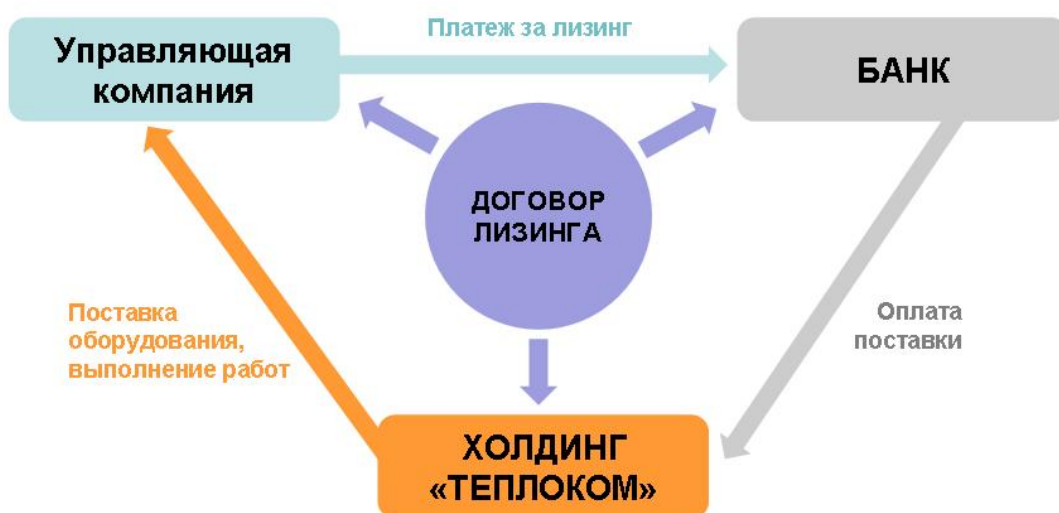 Платеж за лизинг
Управляющая
компания
БАНК
ДОГОВОР
ЛИЗИНГА
Поставка
оборудования,
выполнение работ
Оплата
поставки
ХОЛДИНГ
«ТЕПЛОКОМ»